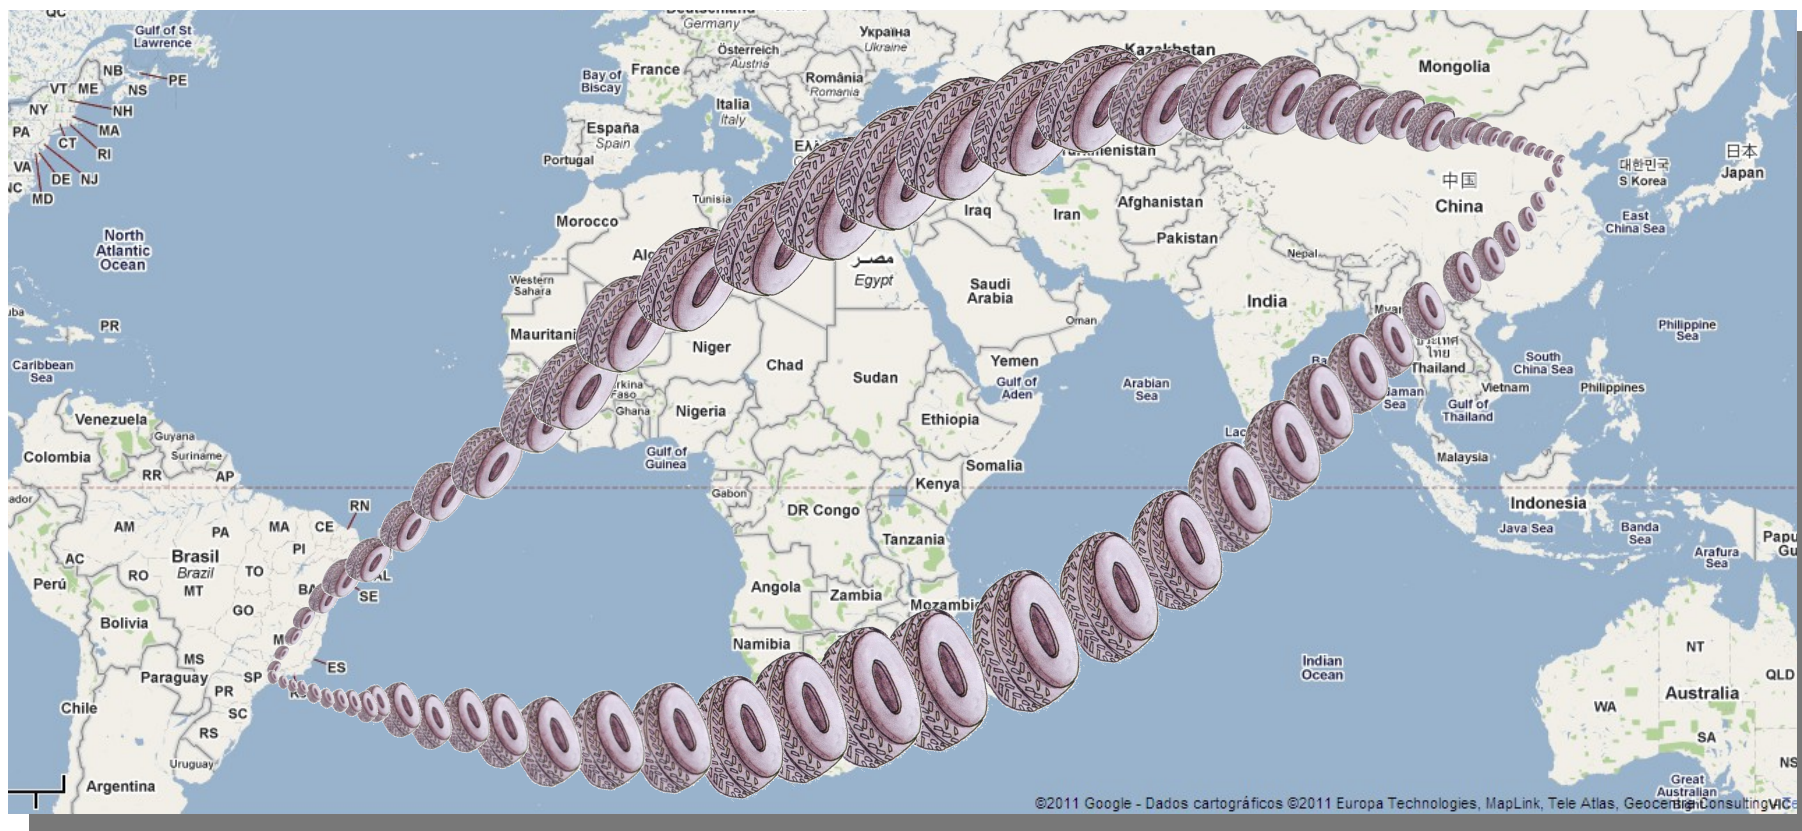 QC
Gulf of St
Lawrence
NB
PE
VT
ME
NS
NY
NH
PA
MA
CT
RI
VA
DE
NJ
NC
MD
North
Atlantic
Ocean
PR
Caribbean
Sea
Deutschland
Germany
Україна
Ukraine
Österreich
Austria
Bay of
Biscay
France
România
Romania
Italia
Italy
España
Spain
Portugal
Kazakhstan
Mongolia
日本
Japan
대한민국
S Korea
中国
China
East
China Sea
Tunisia
Morocco
Iraq
Iran
Afghanistan
Pakistan
Nepal
Western
Sahara
مصر
Egypt
Saudi
Arabia
India
Oman
Philippine
Sea
Niger
Chad
Sudan
Yemen
Gulf of
Aden
Arabian
Sea
ไทย
Thailand
South
China Sea
Vietnam
Philippines
Gulf of
Thailand
Ghana
Nigeria
Ethiopia
Venezuela
Guyana
Suriname
Colombia
RR
AP
Gulf of
Guinea
Somalia
Malaysia
Gabon
Kenya
DR Congo
Indonesia
Java Sea
Banda
Sea
Arafura
Sea
RN
AM
PA
MA
CE
PI
Brasil
Brazil
AC
Perú
RO
MT
TO
SE
GO
Tanzania
Angola
Zambia
Bolivia
Namibia
MS
ES
Paraguay
SP
PR
Chile
SC
RS
Uruguay
Argentina
Indian
Ocean
NT
QLD
Australia
WA
SA
Great
Australian
©2011 Google - Dados cartográficos ©2011 Europa Technologies, MapLink, Tele Atlas, Geocentre Consulting